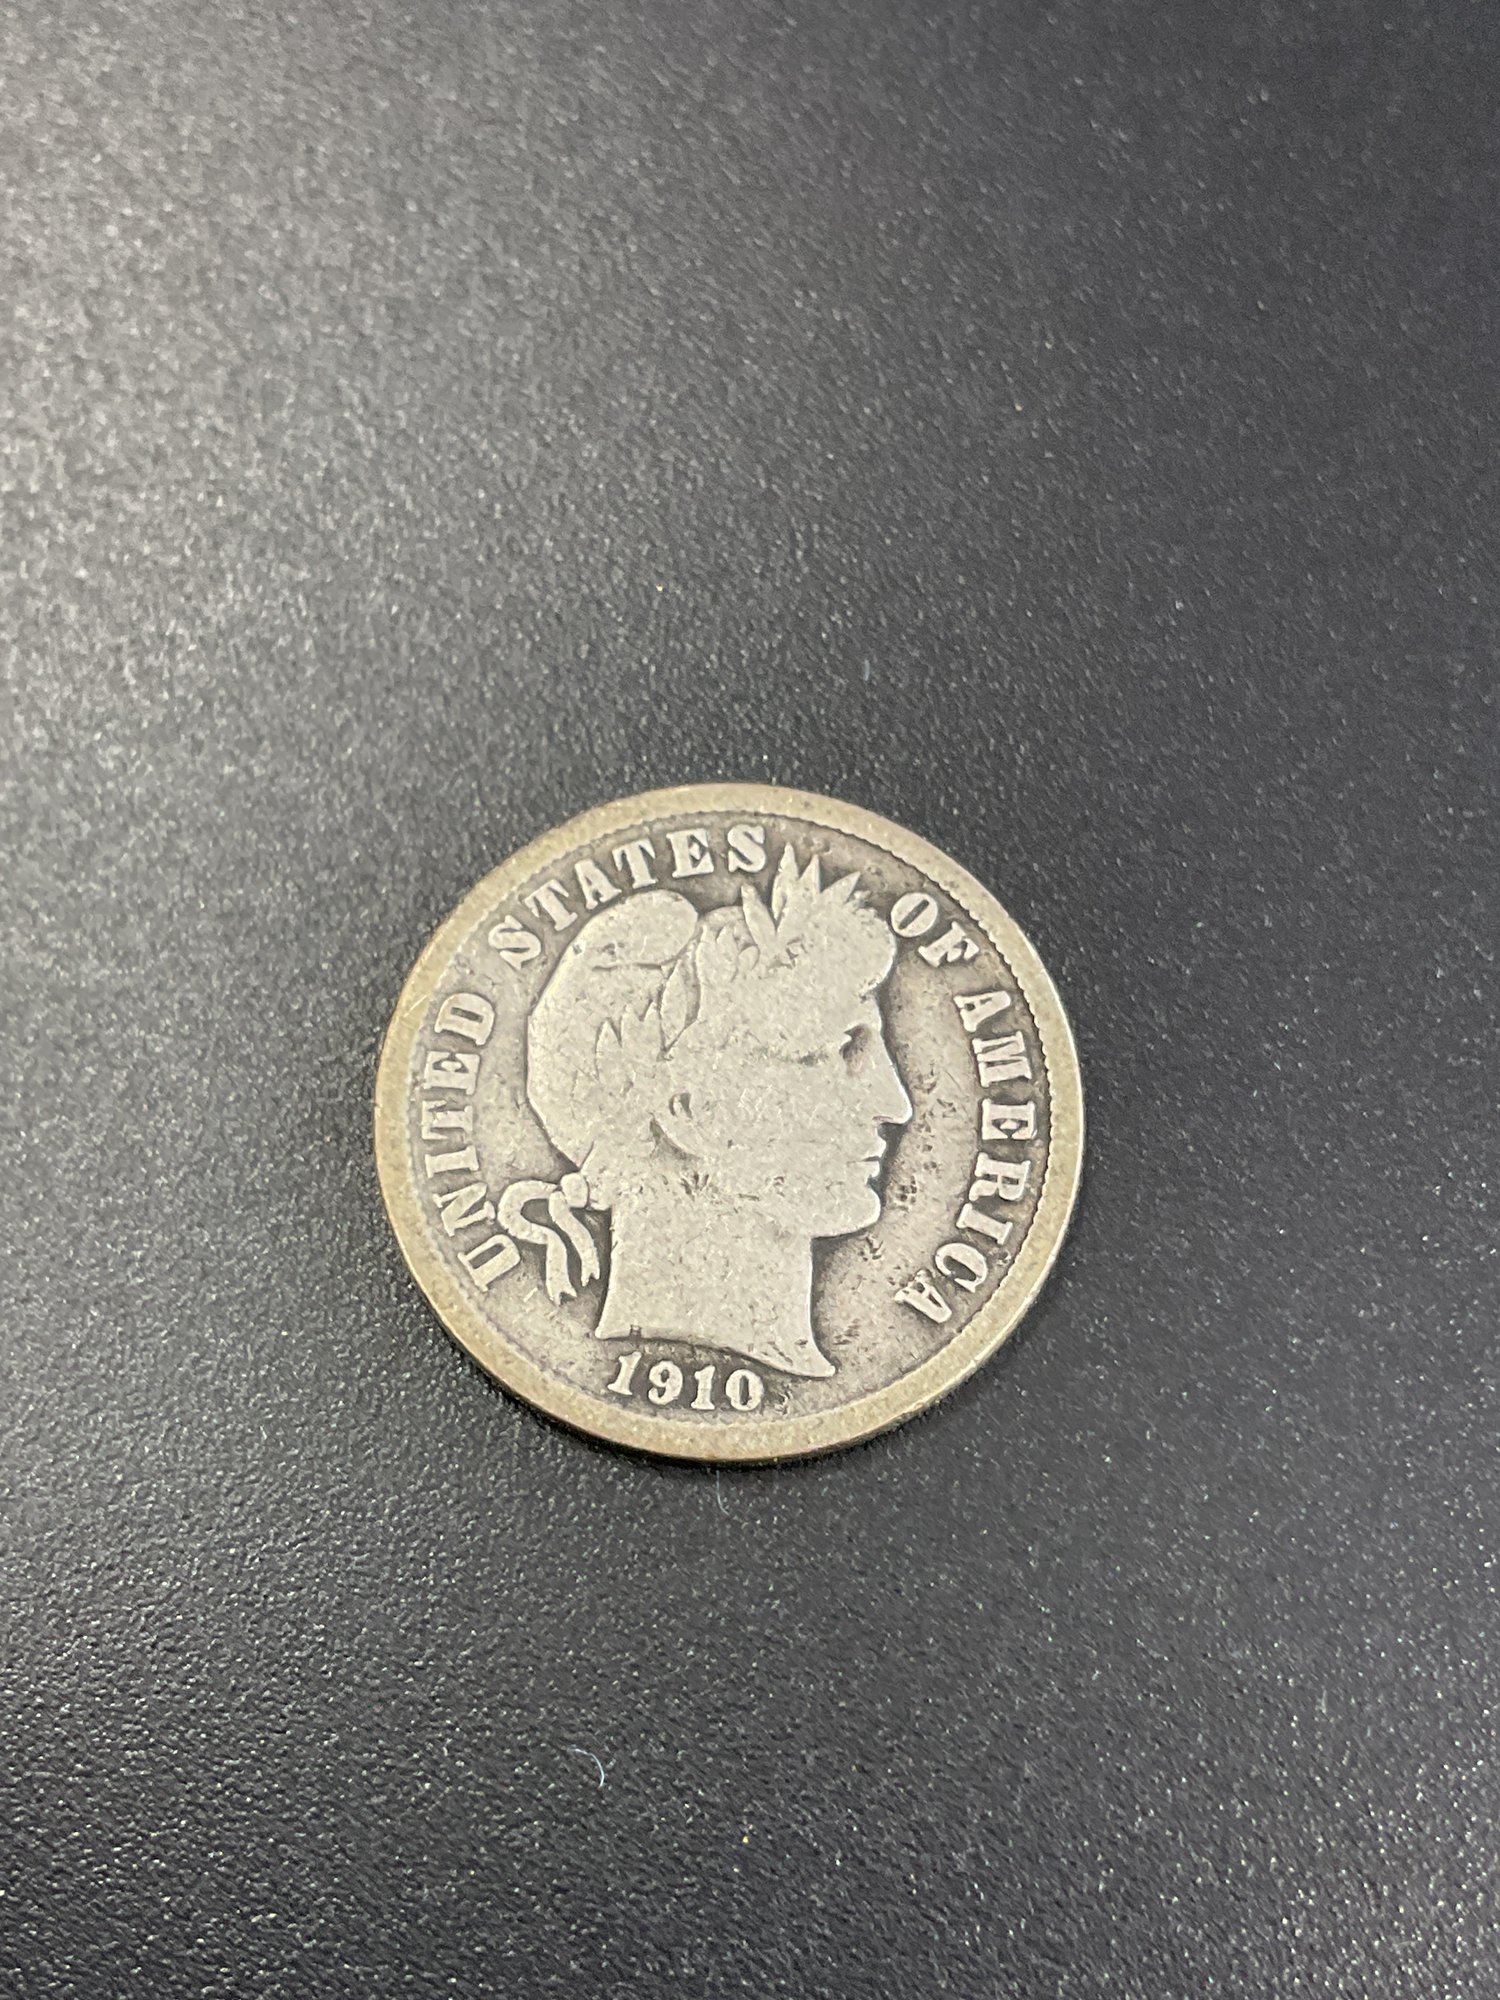 UNITED STATES OF AMERICA
1910